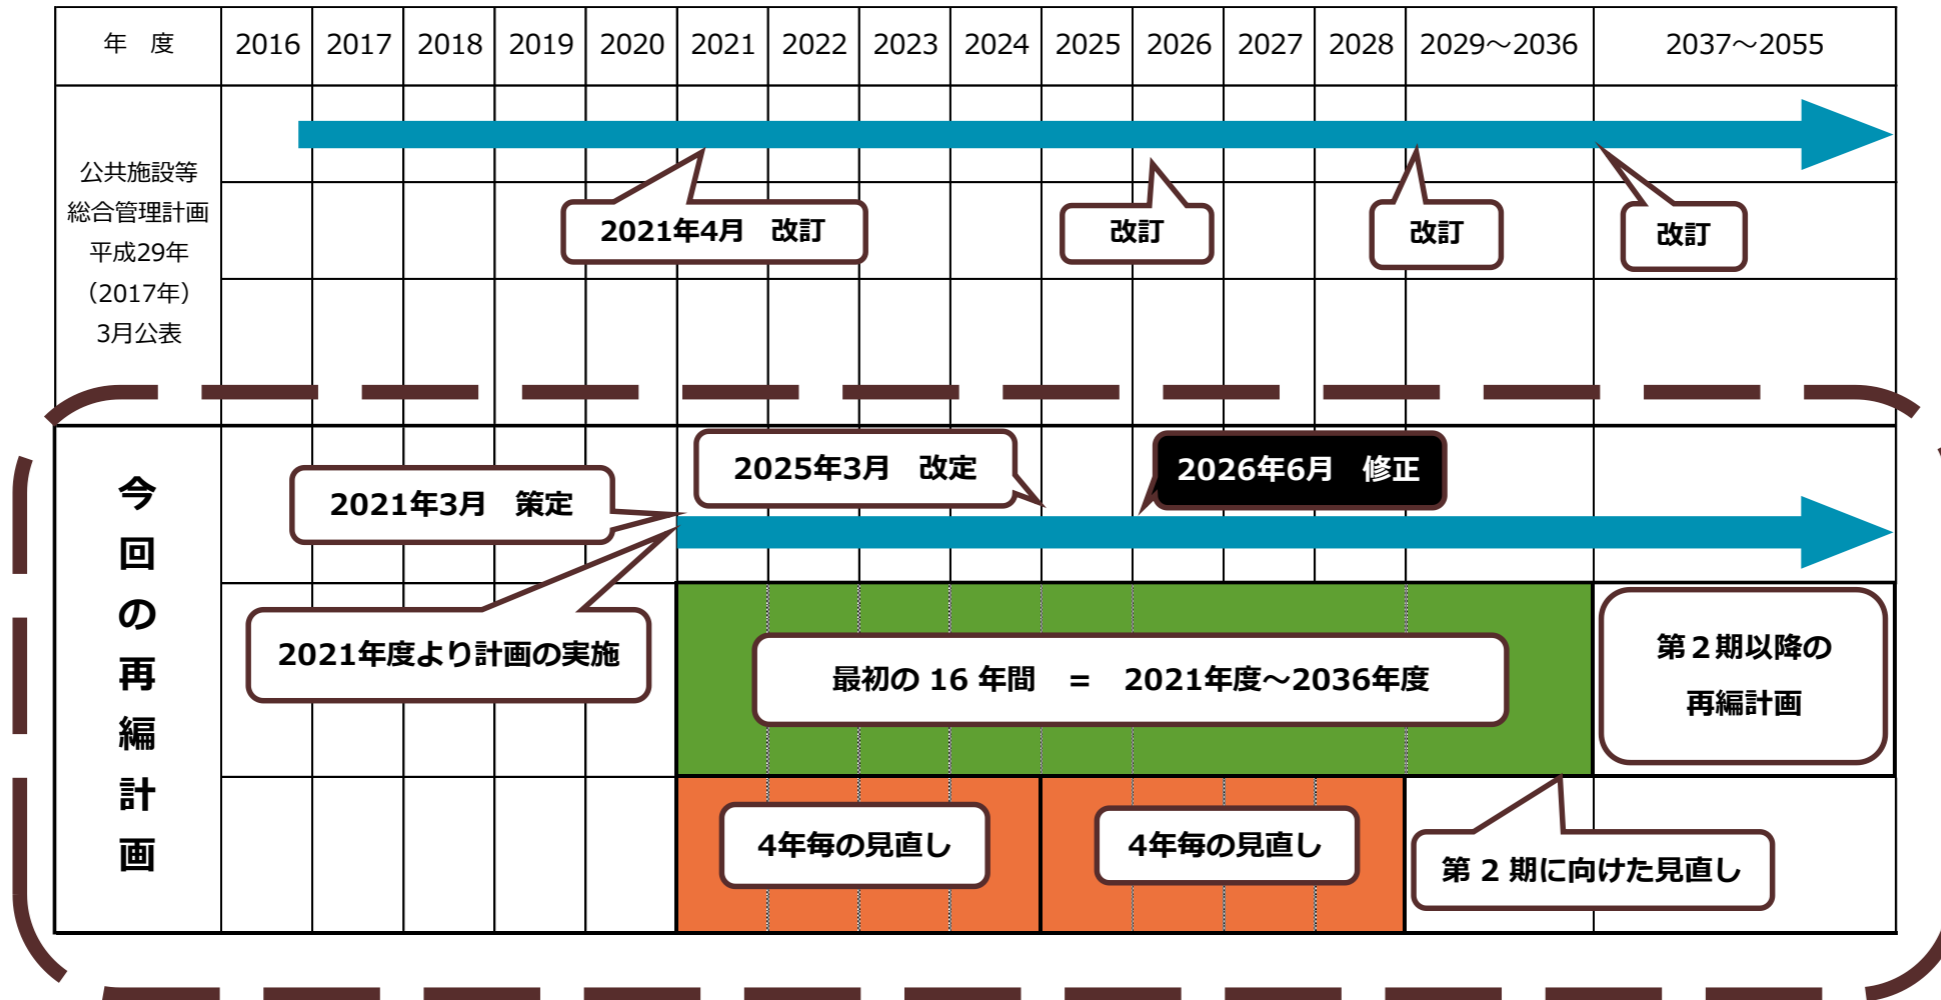 年 度 2016 2017 2018 2019 2020 2021 2022 2023 2024 2025 2026 2027 2028 2029～2036 2037～2055
公共施設等
総合管理計画
平成29年
（2017年）
3月公表
2021年4月 改訂
改訂
改訂
改訂
今回の再編計画
2021年3月 策定
2025年3月 改定
2026年6月 修正
2021年度より計画の実施
最初の 16 年間 = 2021年度～2036年度
第２期以降の
再編計画
4年毎の見直し
4年毎の見直し
第 2 期に向けた見直し